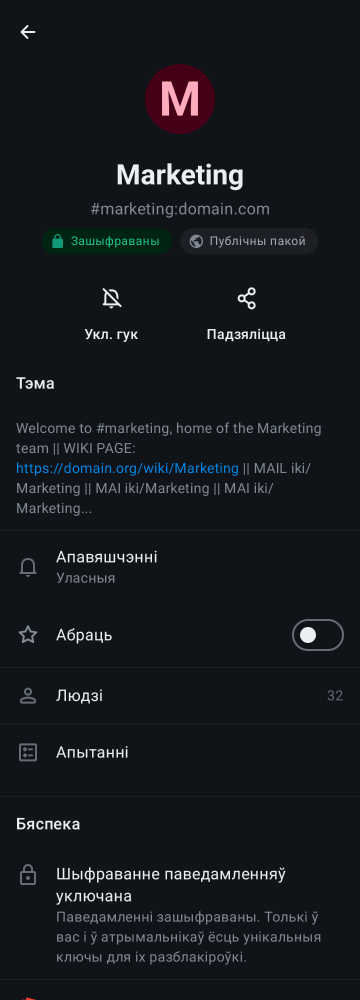 M
Marketing
#marketing:domain.com
Зашыфраваны
Публічны пакой
Укл. гук
Падзяліцца
Тэма
Welcome to #marketing, home of the Marketing
team || WIKI PAGE:
https://domain.org/wiki/Marketing || MAIL iki/
Marketing || MAI iki/Marketing || MAI iki/
Marketing...
Апавяшчэнні
Уласныя
Абраць
Людзі
32
Апытанні
Бяспека
Шыфраванне паведамленняў
уключана
Паведамленні зашыфраваны. Толькі ў
вас і ў атрымальнікаў ёсць унікальныя
ключы для іх разблакіроўкі.